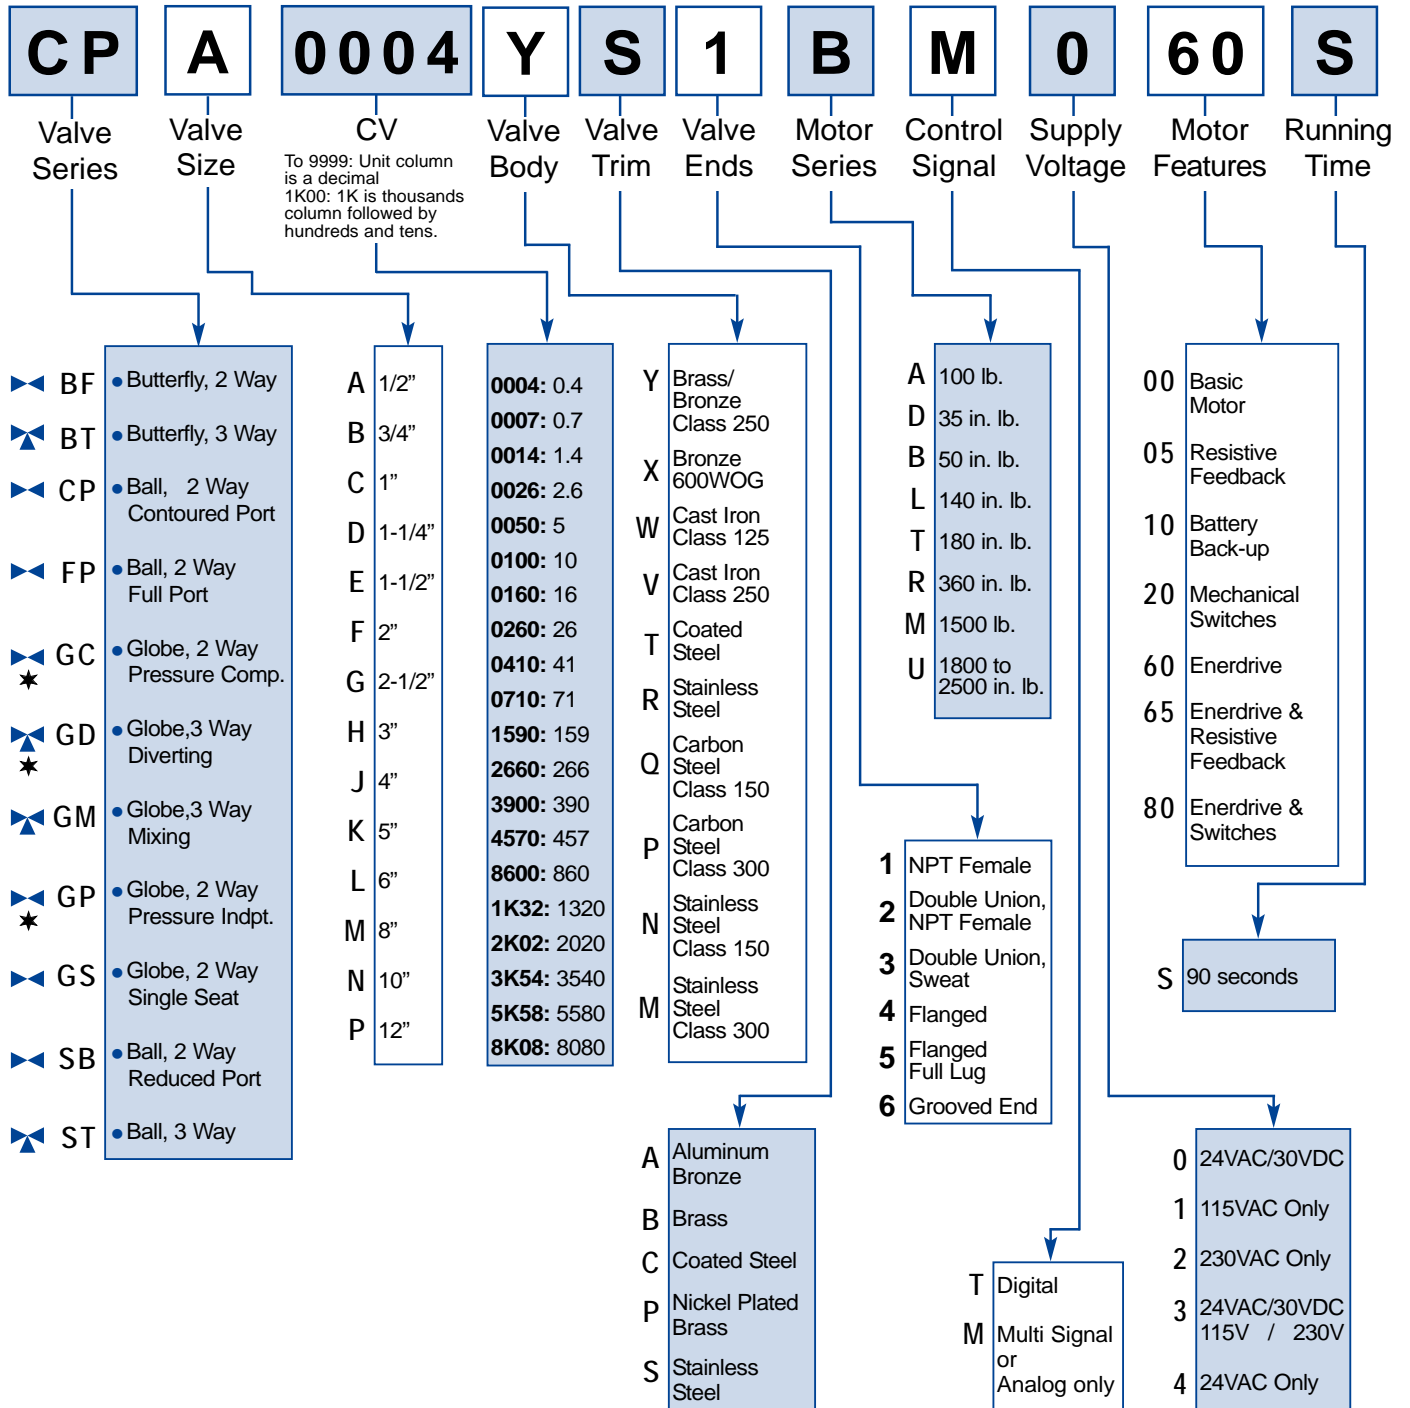 CP A 0004 Y S 1 B M 0 60 S
Valve Series
Valve Size
CV
To 9999: Unit column
is a decimal
1K00: 1K is thousands
column followed by
hundreds and tens.
Valve Body
Valve Trim
Valve Ends
Motor Series
Control Signal
Supply Voltage
Motor Features
Running Time
BF • Butterfly, 2 Way
BT • Butterfly, 3 Way
CP • Ball, 2 Way
Contoured Port
FP • Ball, 2 Way
Full Port
GC • Globe, 2 Way
Pressure Comp.
GD • Globe,3 Way
Diverting
GM • Globe,3 Way
Mixing
GP • Globe, 2 Way
Pressure Indpt.
GS • Globe, 2 Way
Single Seat
SB • Ball, 2 Way
Reduced Port
ST • Ball, 3 Way
A 1/2”
B 3/4”
C 1”
D 1-1/4”
E 1-1/2”
F 2”
G 2-1/2”
H 3”
J 4”
K 5”
L 6”
M 8”
N 10”
P 12”
0004: 0.4
0007: 0.7
0014: 1.4
0026: 2.6
0050: 5
0100: 10
0160: 16
0260: 26
0410: 41
0710: 71
1590: 159
2660: 266
3900: 390
4570: 457
8600: 860
1K32: 1320
2K02: 2020
3K54: 3540
5K58: 5580
8K08: 8080
Y Brass/
Bronze
Class 250
X Bronze
600WOG
W Cast Iron
Class 125
V Cast Iron
Class 250
T Coated
Steel
R Stainless
Steel
Q Carbon
Steel
Class 150
P Carbon
Steel
Class 300
N Stainless
Steel
Class 150
M Stainless
Steel
Class 300
A Aluminum
Bronze
B Brass
C Coated Steel
P Nickel Plated
Brass
S Stainless
Steel
A 100 lb.
D 35 in. lb.
B 50 in. lb.
L 140 in. lb.
T 180 in. lb.
R 360 in. lb.
M 1500 lb.
U 1800 to
2500 in. lb.
1 NPT Female
2 Double Union,
NPT Female
3 Double Union,
Sweat
4 Flanged
5 Flanged
Full Lug
6 Grooved End
T Digital
M Multi Signal
or
Analog only
00 Basic
Motor
05 Resistive
Feedback
10 Battery
Back-up
20 Mechanical
Switches
60 Enerdrive
65 Enerdrive &
Resistive
Feedback
80 Enerdrive &
Switches
S 90 seconds
0 24VAC/30VDC
1 115VAC Only
2 230VAC Only
3 24VAC/30VDC
115V / 230V
4 24VAC Only